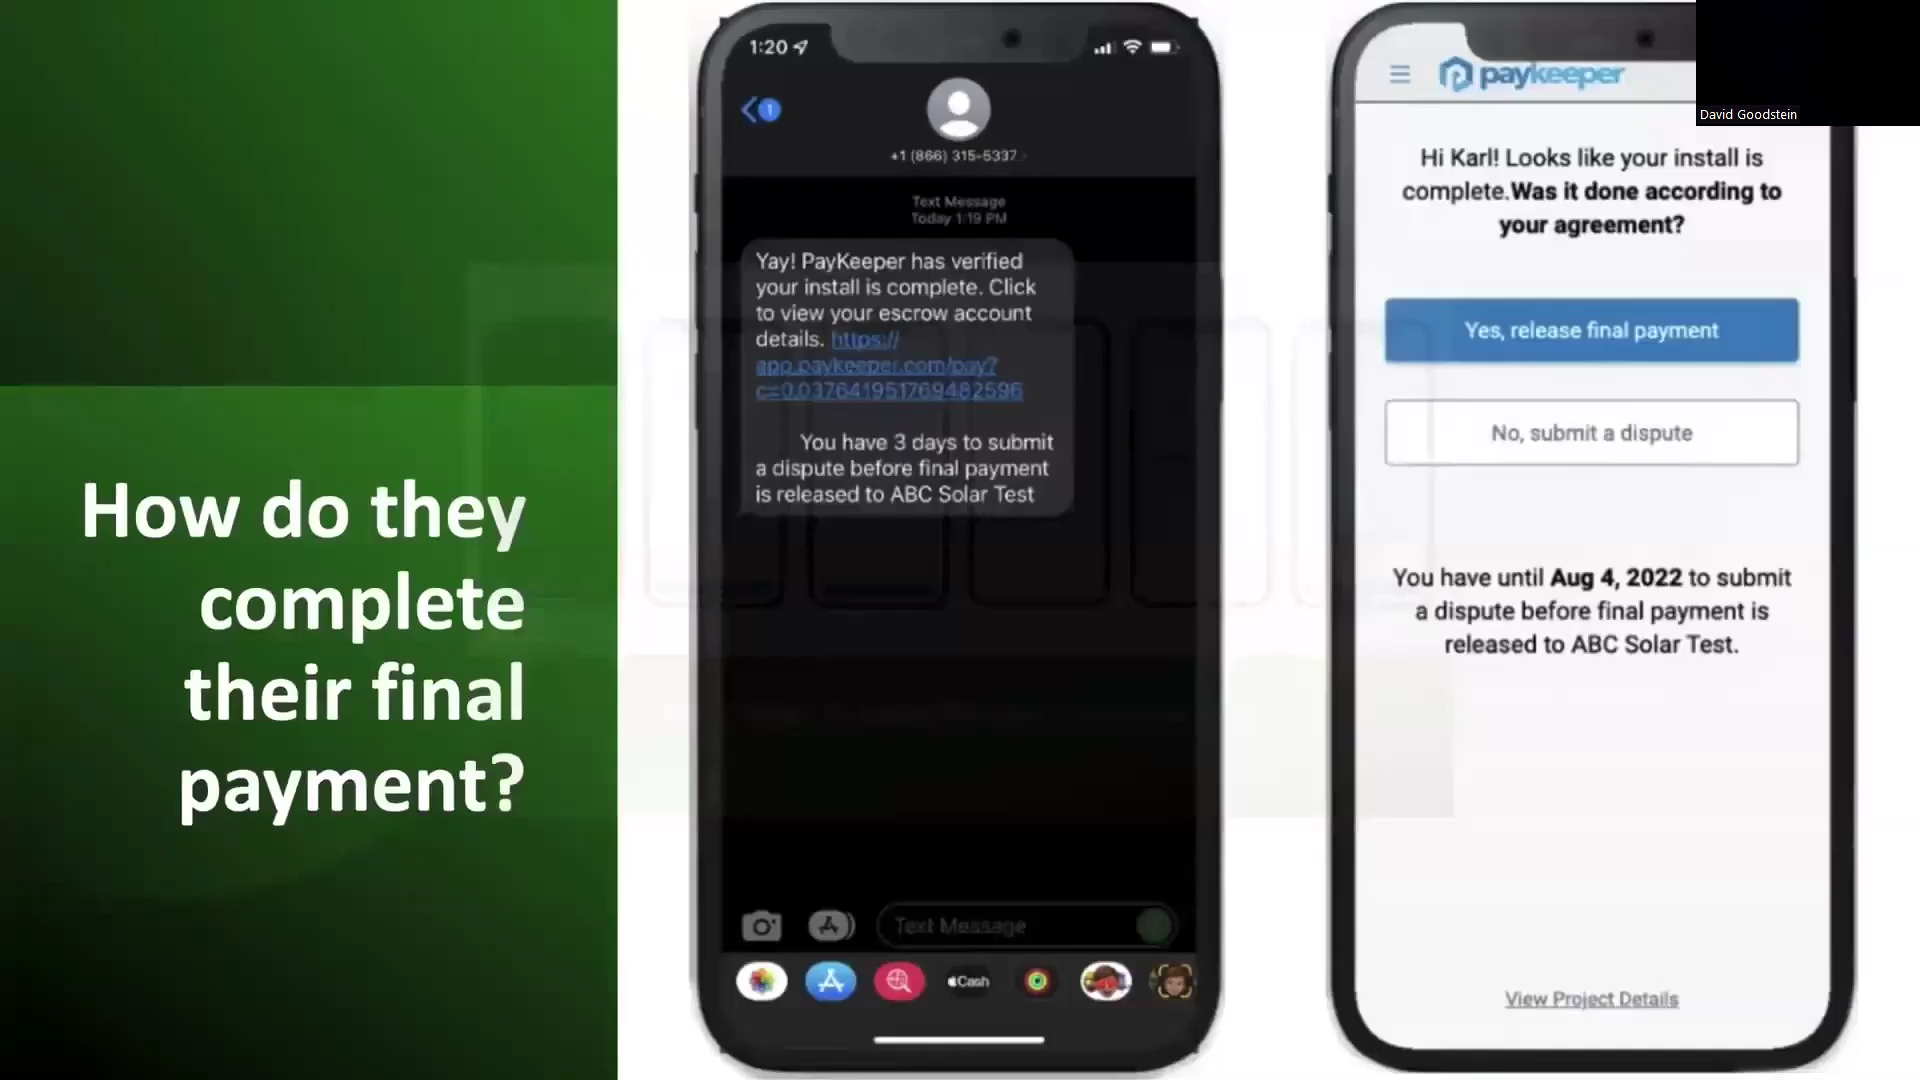 How do they
complete
their final
payment?
1:20
1
+1 (866) 315-5337
Text Message
Today 1:19 PM
Yay! PayKeeper has verified
your install is complete. Click
to view your escrow account
details. https://
app.paykeeper.com/pay?
c=0.0376419517694825​96
You have 3 days to submit
a dispute before final payment
is released to ABC Solar Test
Text Message
Cash
paykeeper
David Goodstein
Hi Karl! Looks like your install is
complete.Was it done according to
your agreement?
Yes, release final payment
No, submit a dispute
You have until Aug 4, 2022 to submit
a dispute before final payment is
released to ABC Solar Test.
View Project Details